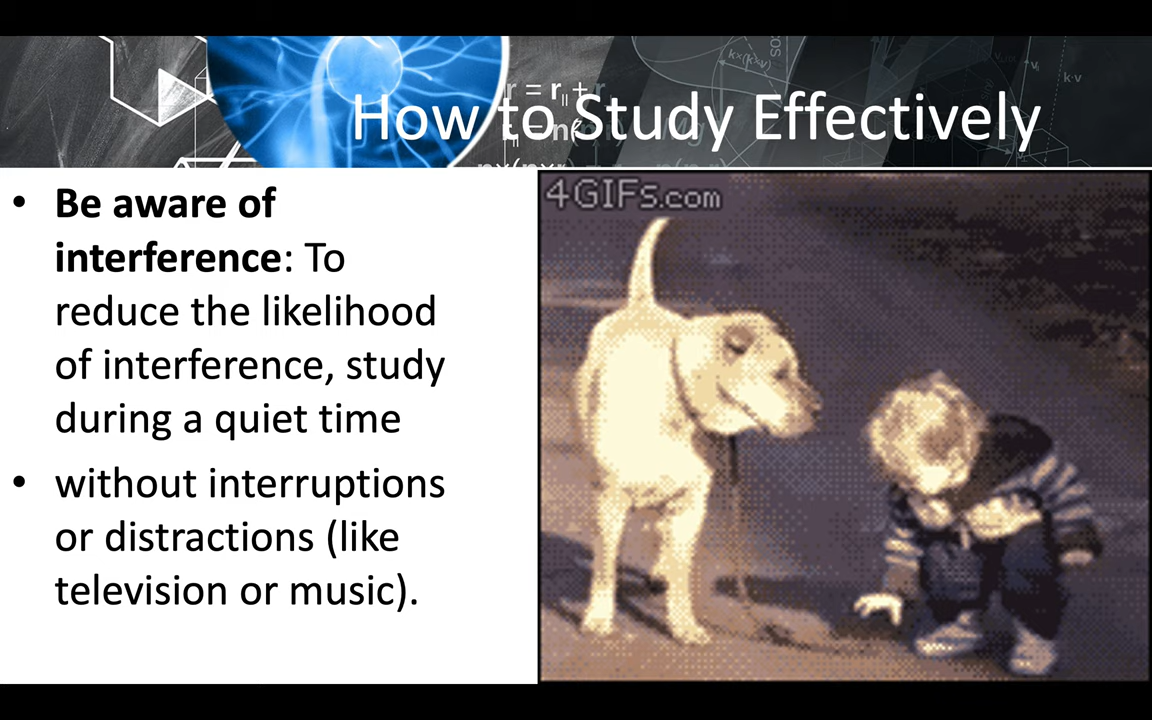 How to Study Effectively
• Be aware of
interference: To
reduce the likelihood
of interference, study
during a quiet time
• without interruptions
or distractions (like
television or music).
4GIFs.com